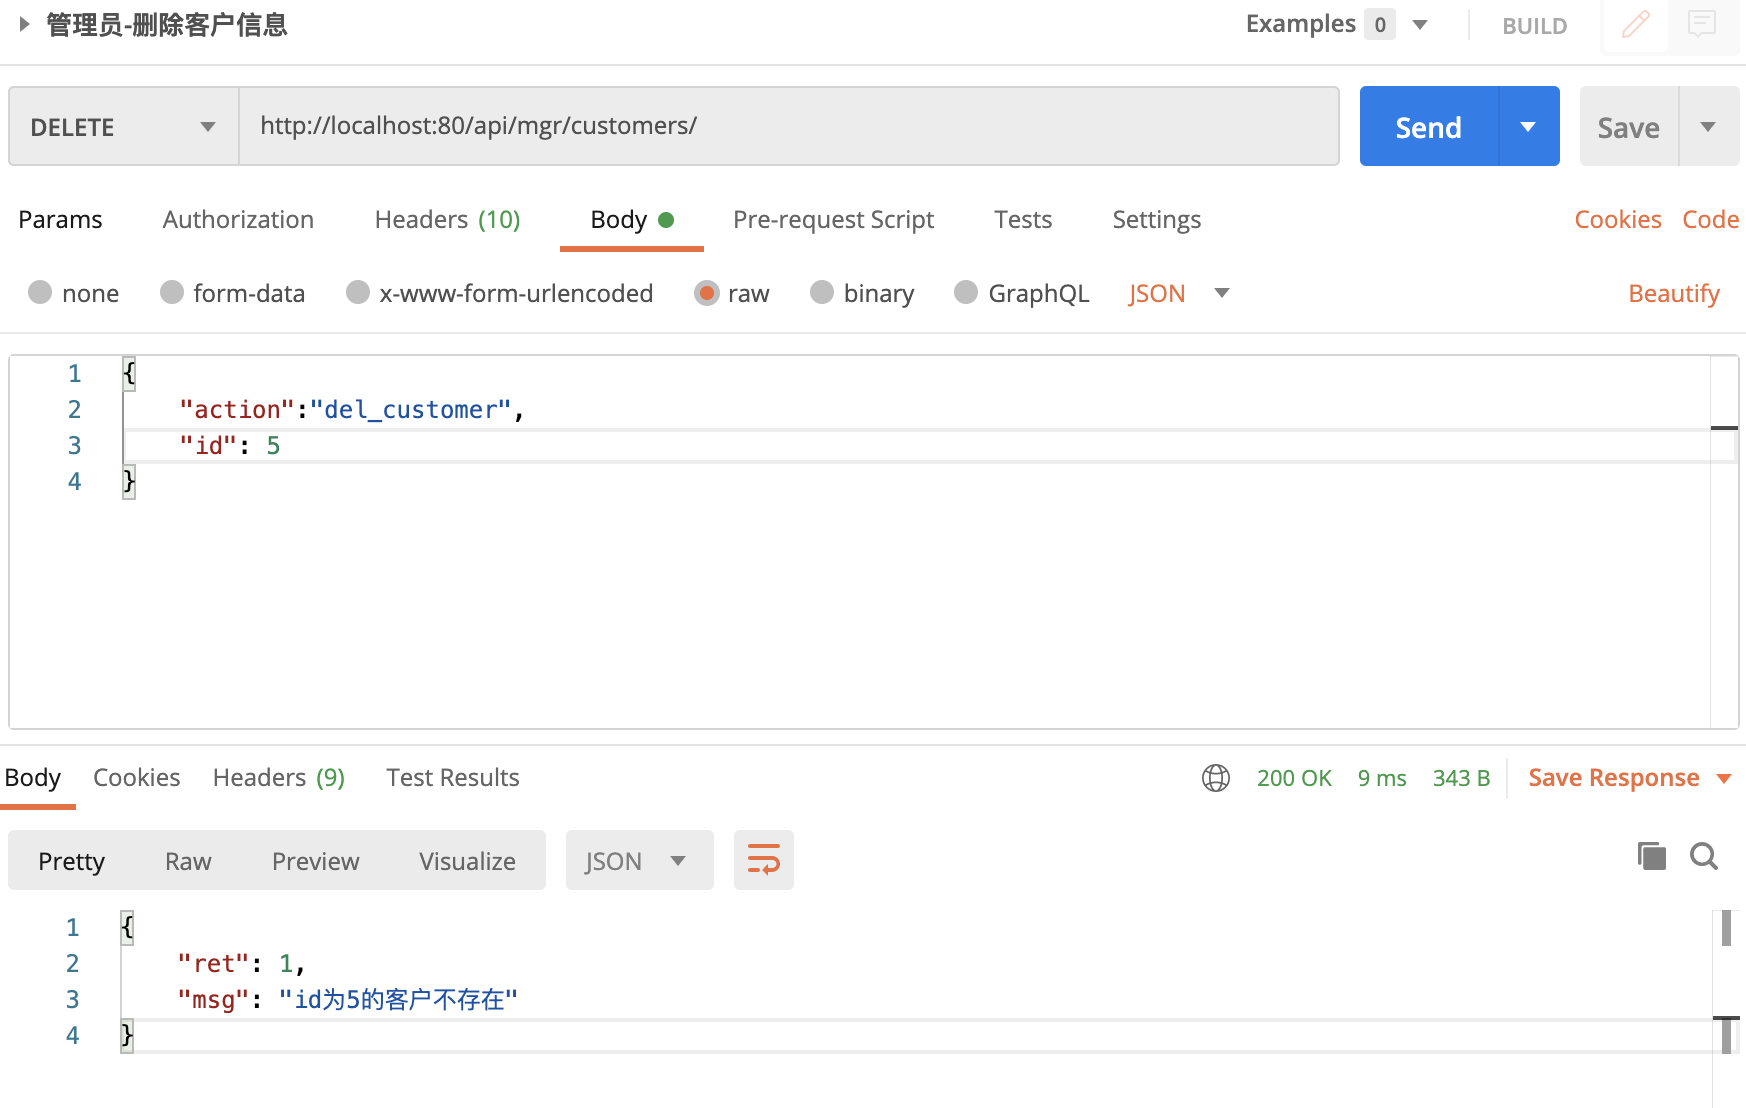 管理员-删除客户信息 Examples 0 BUILD
DELETE http://localhost:80/api/mgr/customers/ Send Save
Params Authorization Headers (10) Body Pre-request Script Tests Settings Cookies Code
none form-data x-www-form-urlencoded raw binary GraphQL JSON Beautify
1 {
2 "action":"del_customer",
3 "id": 5
4 }
Body Cookies Headers (9) Test Results 200 OK 9 ms 343 B Save Response
Pretty Raw Preview Visualize JSON
1 {
2 "ret": 1,
3 "msg": "id为5的客户不存在"
4 }